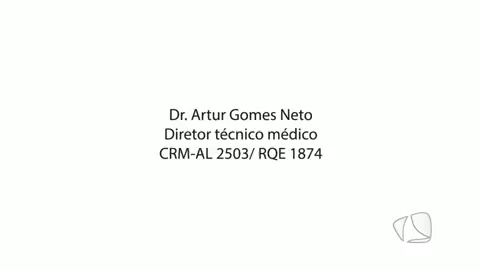 Dr. Artur Gomes Neto
Diretor técnico médico
CRM-AL 2503/ RQE 1874